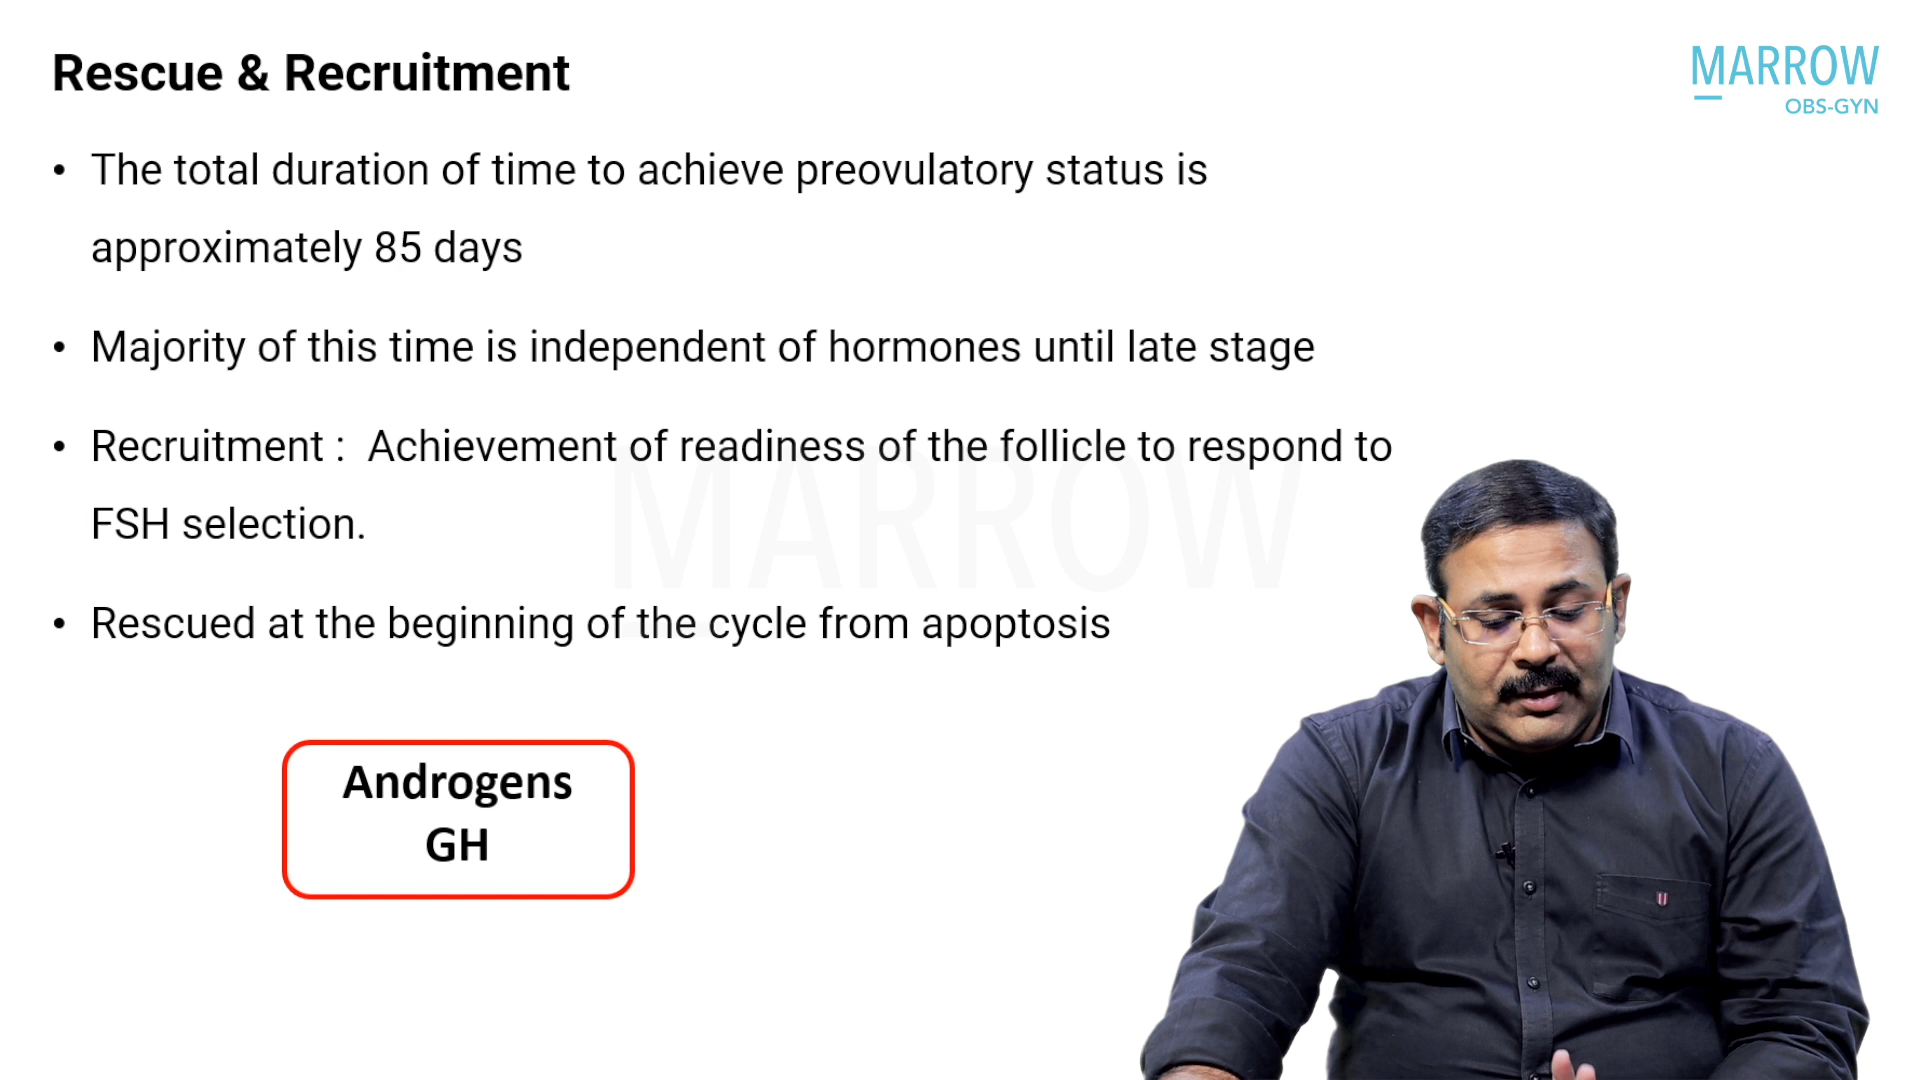 Rescue & Recruitment
MARROW
OBS-GYN
• The total duration of time to achieve preovulatory status is
approximately 85 days
• Majority of this time is independent of hormones until late stage
• Recruitment : Achievement of readiness of the follicle to respond to
FSH selection.
MARROW
• Rescued at the beginning of the cycle from apoptosis
Androgens
GH